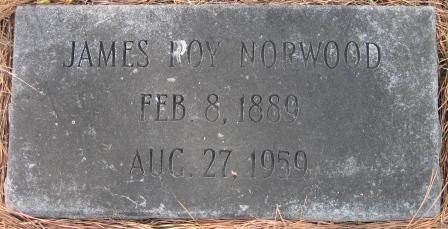 JAMES ROY NORWOOD
FEB. 8, 1889
AUG. 27, 1959